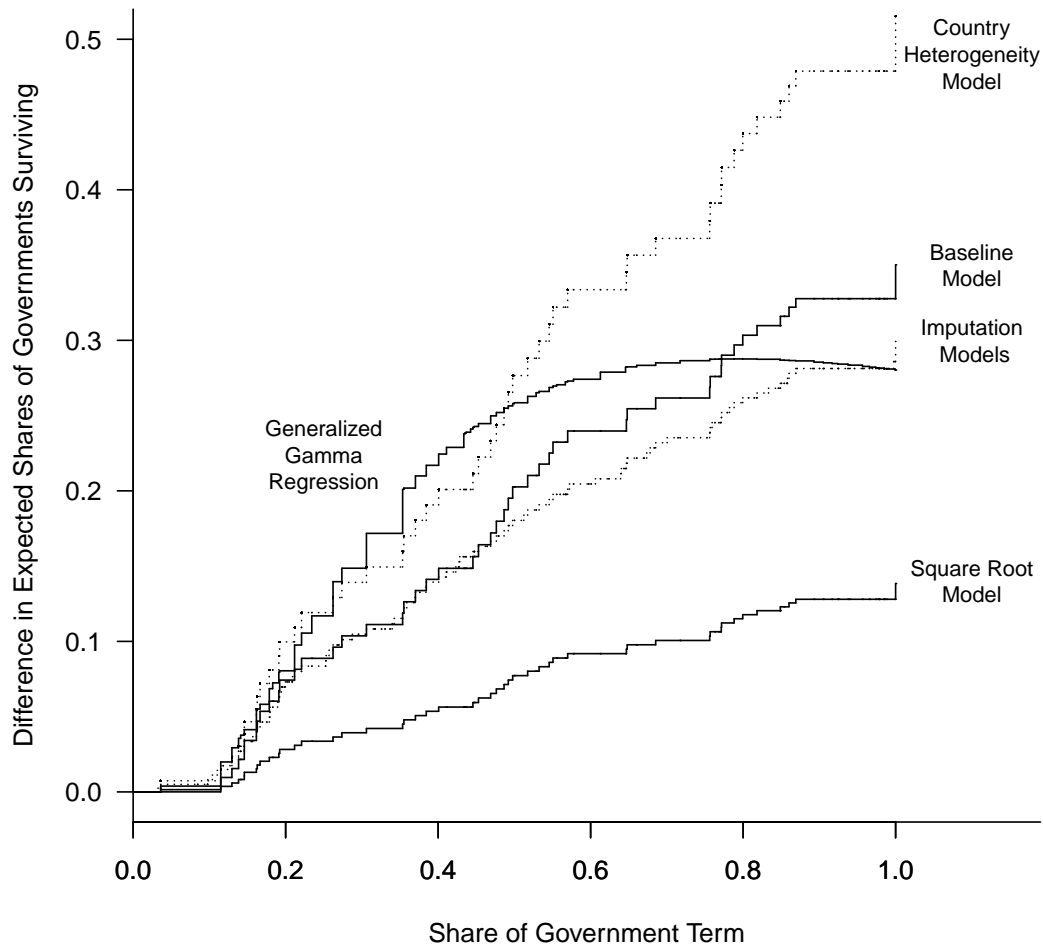 Difference in Expected Shares of Governments Surviving
0.5
0.4
0.3
0.2
0.1
0.0
Country
Heterogeneity
Model
Baseline
Model
Imputation
Models
Generalized
Gamma
Regression
Square Root
Model
0.0
0.2
0.4
0.6
0.8
1.0
Share of Government Term